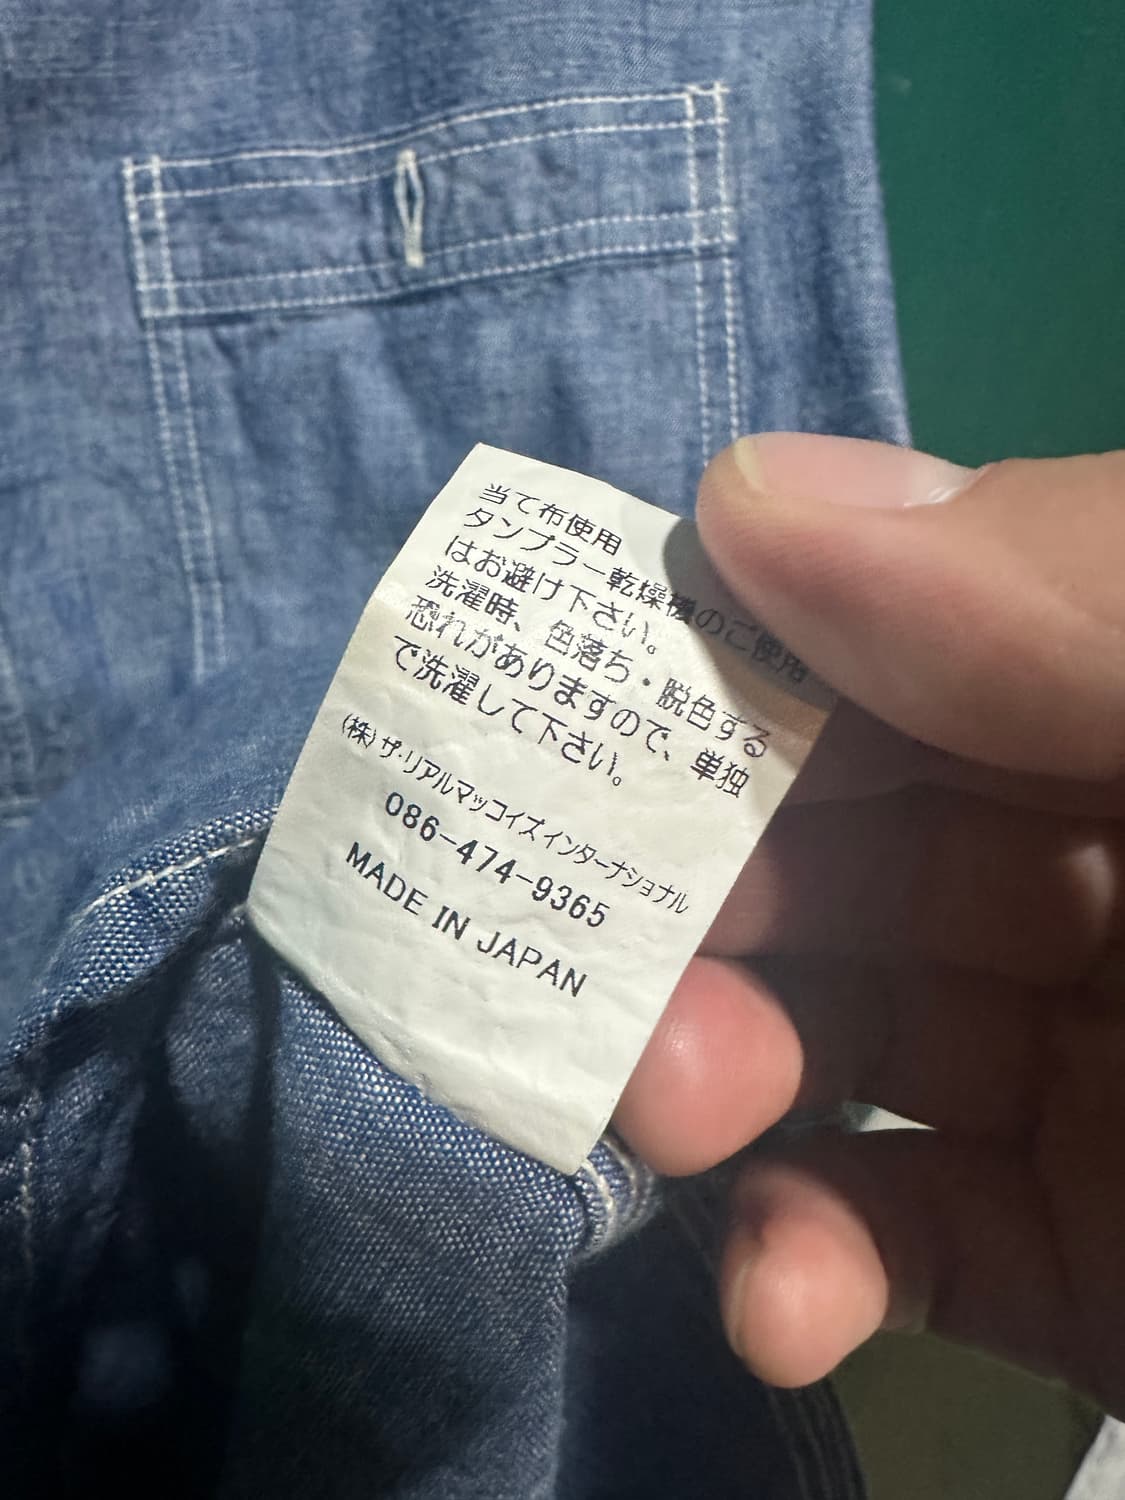 当て布使用
タンブラー乾燥機のご使用
はお避け下さい。
洗濯時、色落ち・脱色する
恐れがありますので、単独
で洗濯して下さい。
(株)ザ・リアルマッコイズインターナショナル
086-474-9365
MADE IN JAPAN